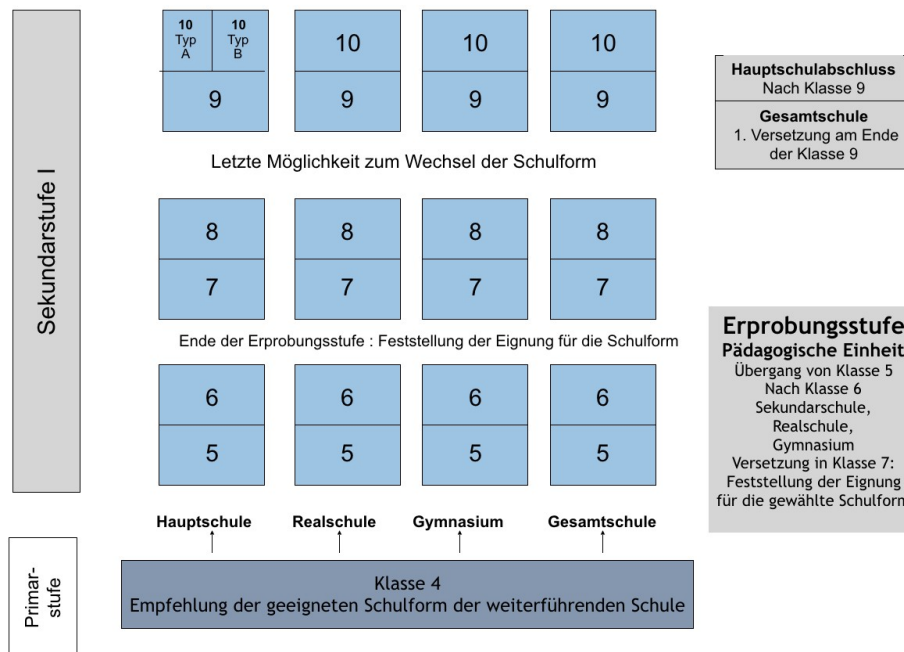 Sekundarstufe I
10 Typ A
10 Typ B
10
10
10
9
9
9
9
Letzte Möglichkeit zum Wechsel der Schulform
8
8
8
8
7
7
7
7
Ende der Erprobungsstufe : Feststellung der Eignung für die Schulform
6
6
6
6
5
5
5
5
Hauptschule
Realschule
Gymnasium
Gesamtschule
Primar-
stufe
Klasse 4
Empfehlung der geeigneten Schulform der weiterführenden Schule
Hauptschulabschluss
Nach Klasse 9
Gesamtschule
1. Versetzung am Ende
der Klasse 9
Erprobungsstufe
Pädagogische Einheit
Übergang von Klasse 5
Nach Klasse 6
Sekundarschule,
Realschule,
Gymnasium
Versetzung in Klasse 7:
Feststellung der Eignung
für die gewählte Schulform